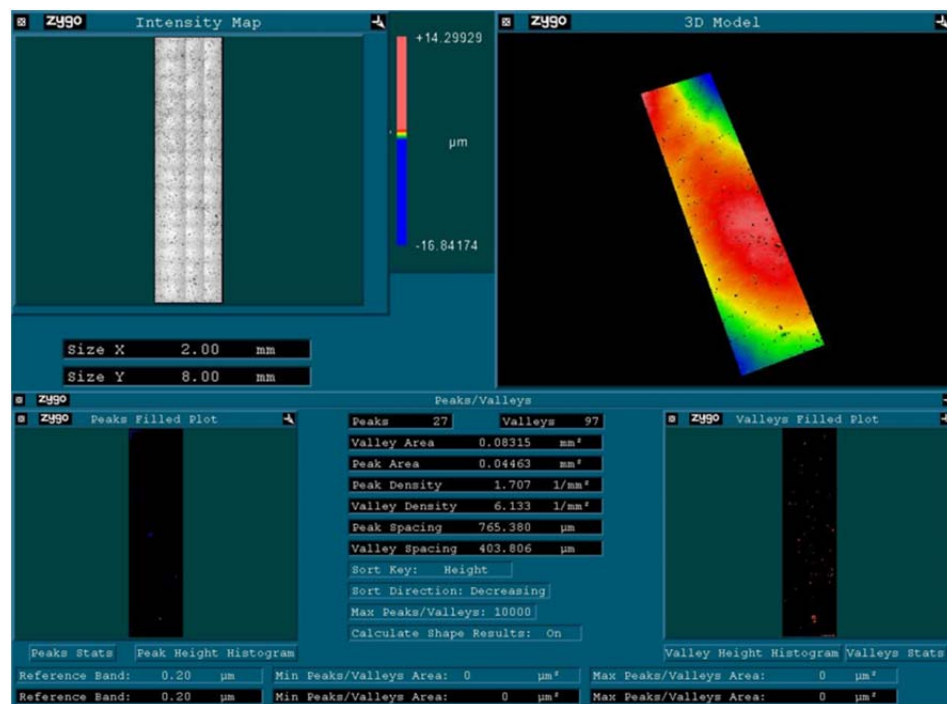 zygo Intensity Map
+14.29929
µm
-16.84174
zygo 3D Model
Size X 2.00 mm
Size Y 8.00 mm
zygo Peaks/Valleys
zygo Peaks Filled Plot
Peaks 27 Valleys 97
Valley Area 0.08315 mm²
Peak Area 0.04463 mm²
Peak Density 1.707 1/mm²
Valley Density 6.133 1/mm²
Peak Spacing 765.380 µm
Valley Spacing 403.806 µm
Sort Key: Height
Sort Direction: Decreasing
Max Peaks/Valleys: 10000
Calculate Shape Results: On
zygo Valleys Filled Plot
Peaks Stats Peak Height Histogram
Valley Height Histogram Valleys Stats
Reference Band: 0.20 µm Min Peaks/Valleys Area: 0 µm² Max Peaks/Valleys Area: 0 µm²
Reference Band: 0.20 µm Min Peaks/Valleys Area: 0 µm² Max Peaks/Valleys Area: 0 µm²